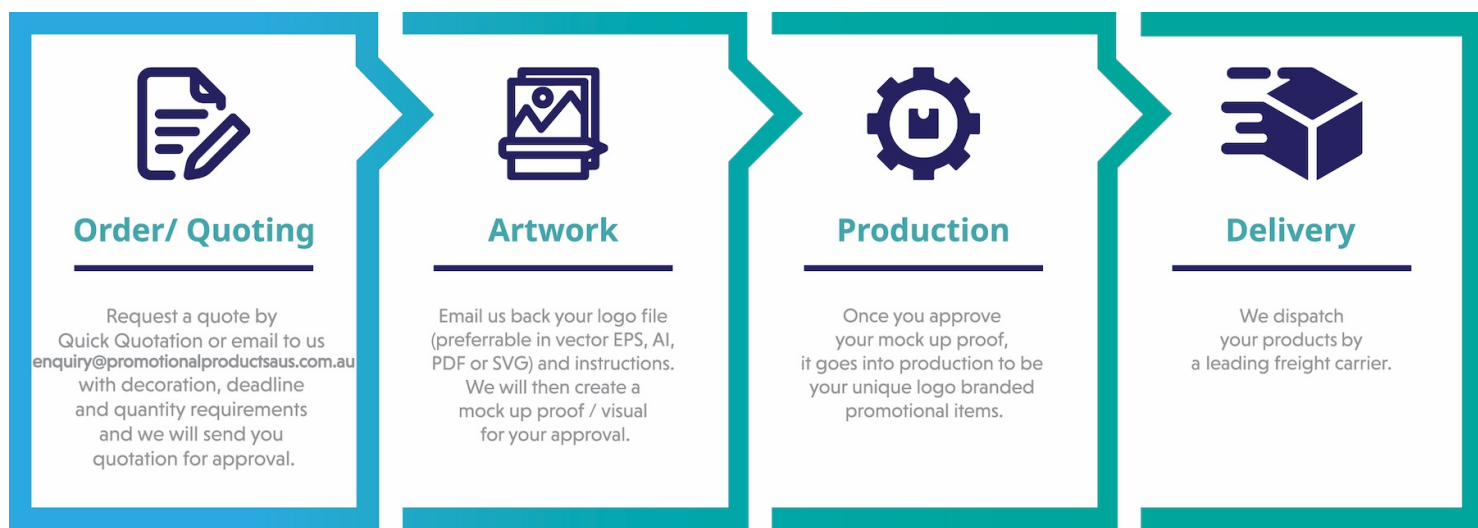 Order/ Quoting
Request a quote by
Quick Quotation or email to us
enquiry@promotionalproductsaus.com.au
with decoration, deadline
and quantity requirements
and we will send you
quotation for approval.
Artwork
Email us back your logo file
(preferrable in vector EPS, AI,
PDF or SVG) and instructions.
We will then create a
mock up proof / visual
for your approval.
Production
Once you approve
your mock up proof,
it goes into production to be
your unique logo branded
promotional items.
Delivery
We dispatch
your products by
a leading freight carrier.